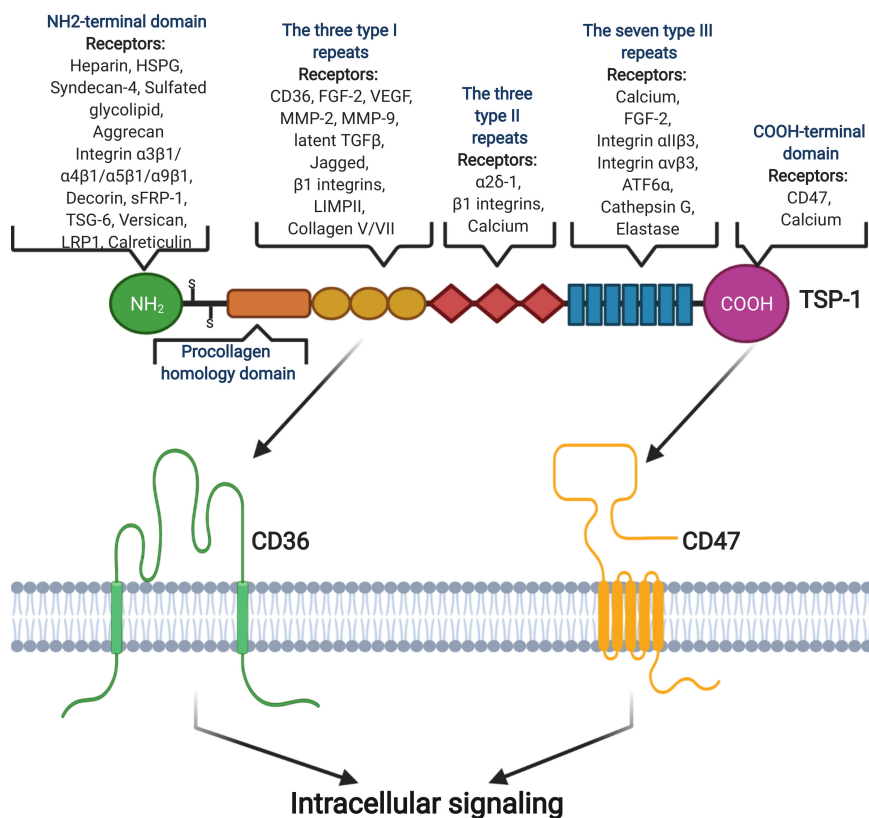 NH2-terminal domain
Receptors:
Heparin, HSPG,
Syndecan-4, Sulfated
glycolipid,
Aggrecan
Integrin α3β1/
α4β1/α5β1/α9β1,
Decorin, sFRP-1,
TSG-6, Versican,
LRP1, Calreticulin
The three type I
repeats
Receptors:
CD36, FGF-2, VEGF,
MMP-2, MMP-9,
latent TGFβ,
Jagged,
β1 integrins,
LIMPII,
Collagen V/VII
The three
type II
repeats
Receptors:
α2δ-1,
β1 integrins,
Calcium
The seven type III
repeats
Receptors:
Calcium,
FGF-2,
Integrin αIIβ3,
Integrin ανβ3,
ATF6α,
Cathepsin G,
Elastase
COOH-terminal
domain
Receptors:
CD47,
Calcium
NH₂
S
S
COOH
TSP-1
Procollagen
homology domain
CD36
CD47
Intracellular signaling